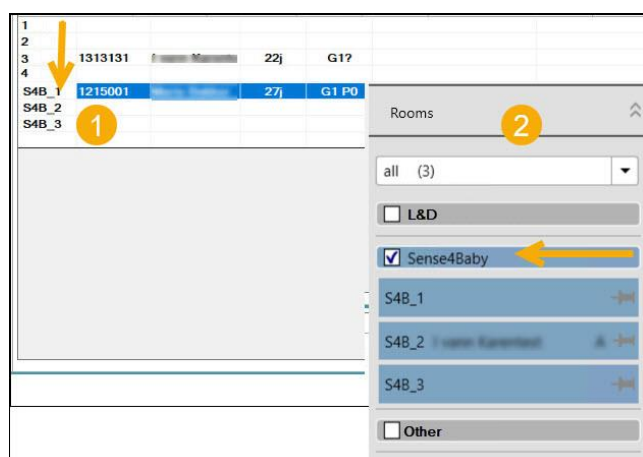 1
2
3 1313131 22j G1?
4
S4B_1 1215001 27j G1 P0
S4B_2
S4B_3
1
Rooms
2
all (3)
L&D
Sense4Baby
S4B_1
S4B_2
S4B_3
Other